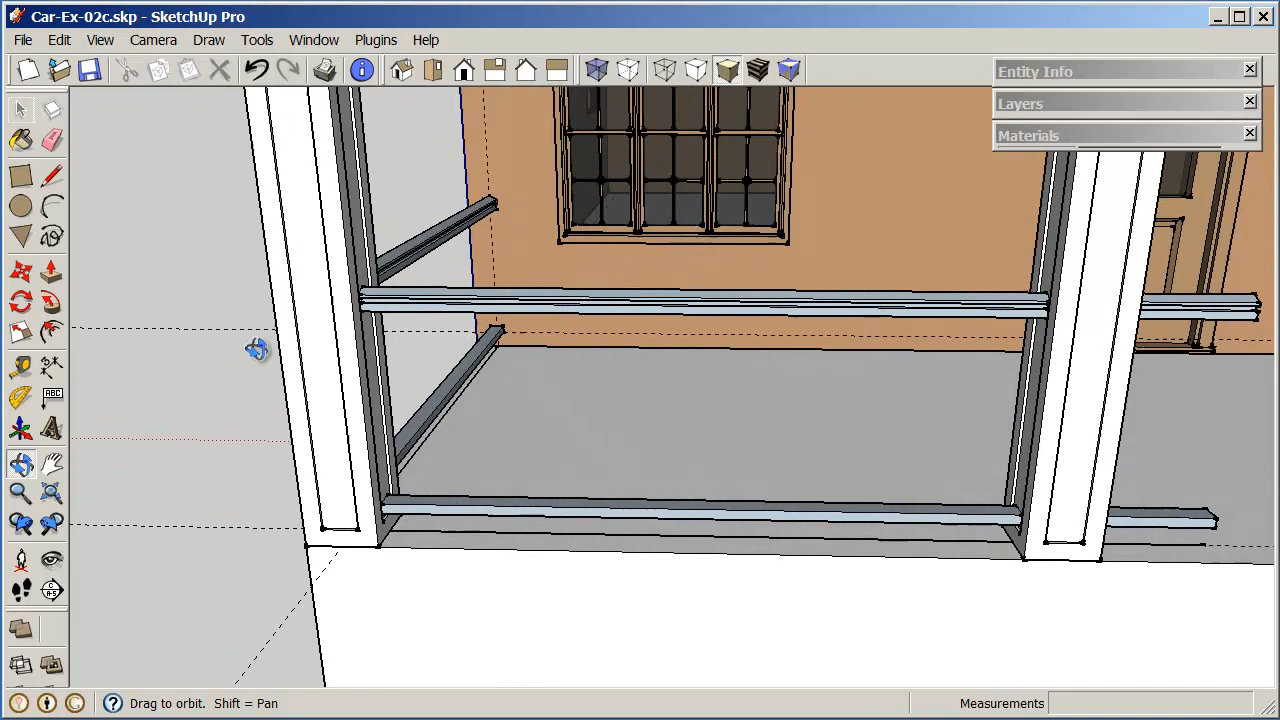 Car-Ex-02c.skp - SketchUp Pro
File Edit View Camera Draw Tools Window Plugins Help
Entity Info
Layers
Materials
ABC
A
Drag to orbit. Shift = Pan
Measurements